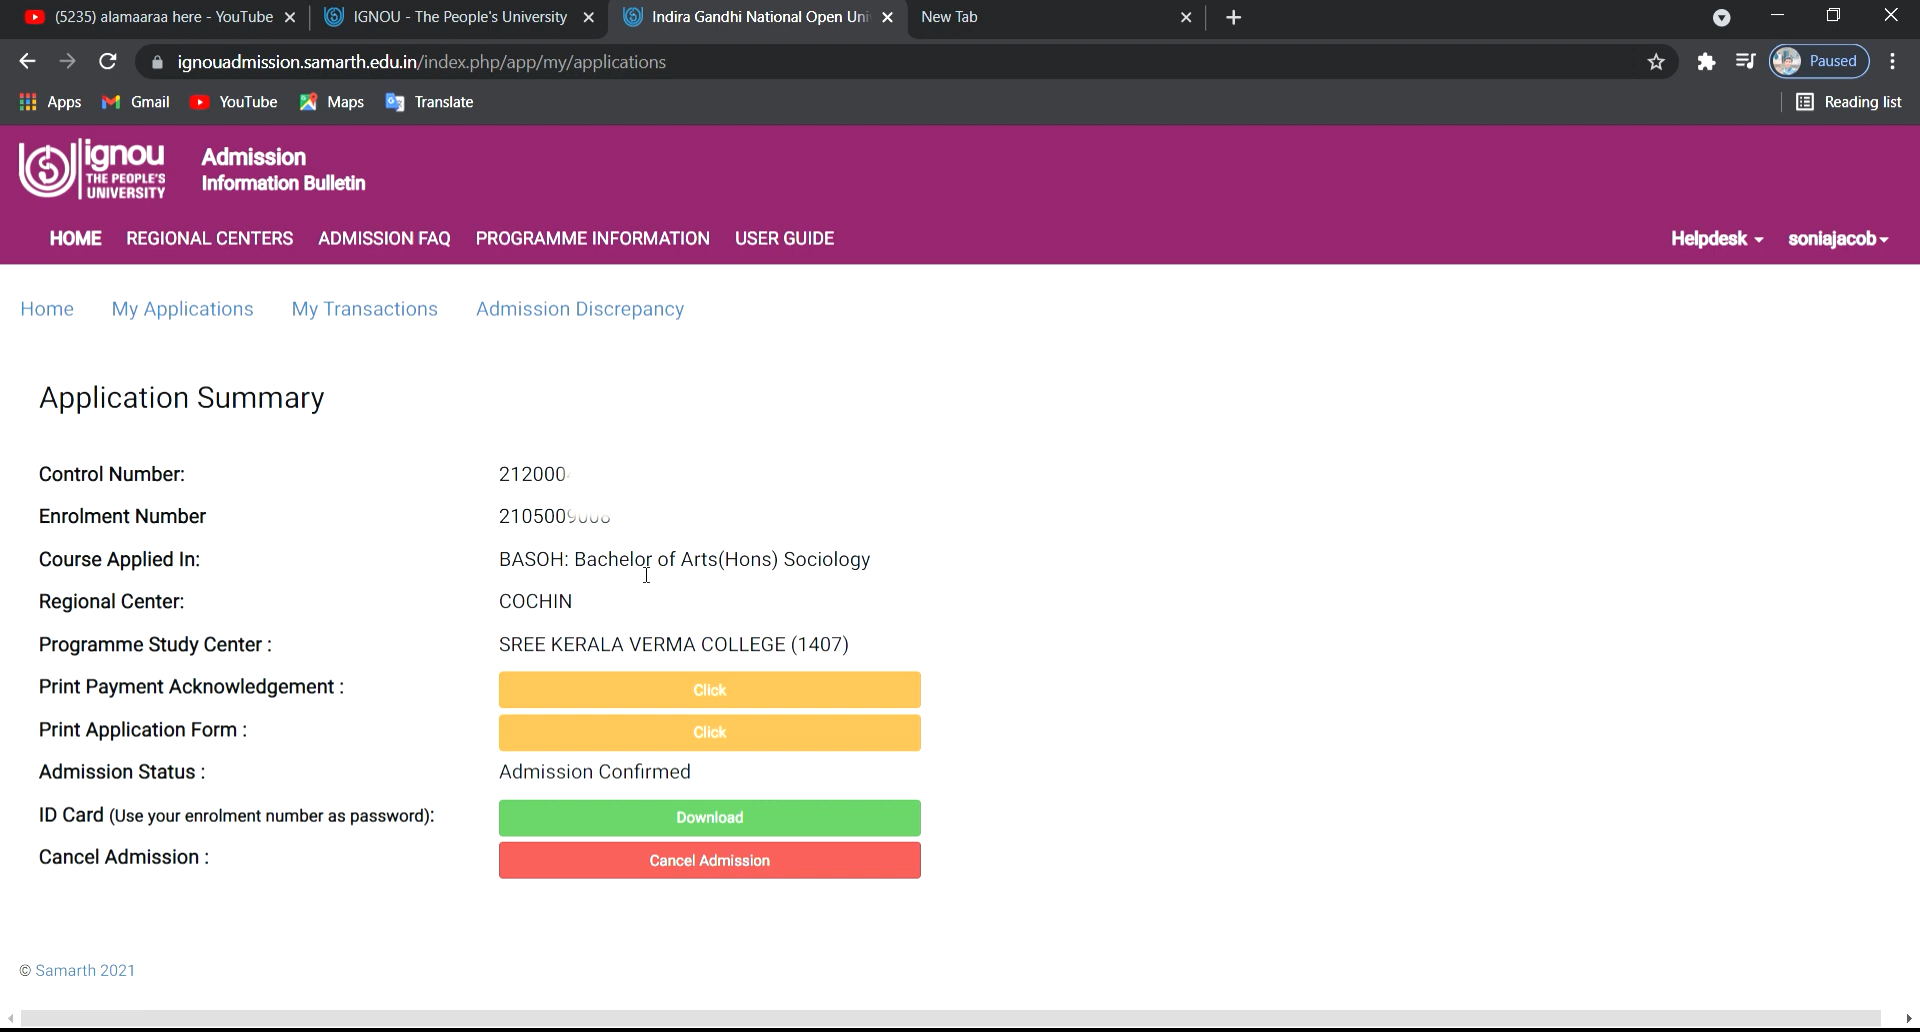 (5235) alamaaraa here - YouTube
IGNOU - The People's University
Indira Gandhi National Open Uni
New Tab
ignouadmission.samarth.edu.in/index.php/app/my/applications
Paused
Apps
Gmail
YouTube
Maps
Translate
Reading list
ignou
THE PEOPLE'S
UNIVERSITY
Admission
Information Bulletin
HOME
REGIONAL CENTERS
ADMISSION FAQ
PROGRAMME INFORMATION
USER GUIDE
Helpdesk
soniajacob
Home
My Applications
My Transactions
Admission Discrepancy
Application Summary
Control Number: 212000
Enrolment Number 2105009
Course Applied In: BASOH: Bachelor of Arts(Hons) Sociology
Regional Center: COCHIN
Programme Study Center : SREE KERALA VERMA COLLEGE (1407)
Print Payment Acknowledgement : Click
Print Application Form : Click
Admission Status : Admission Confirmed
ID Card (Use your enrolment number as password): Download
Cancel Admission : Cancel Admission
© Samarth 2021